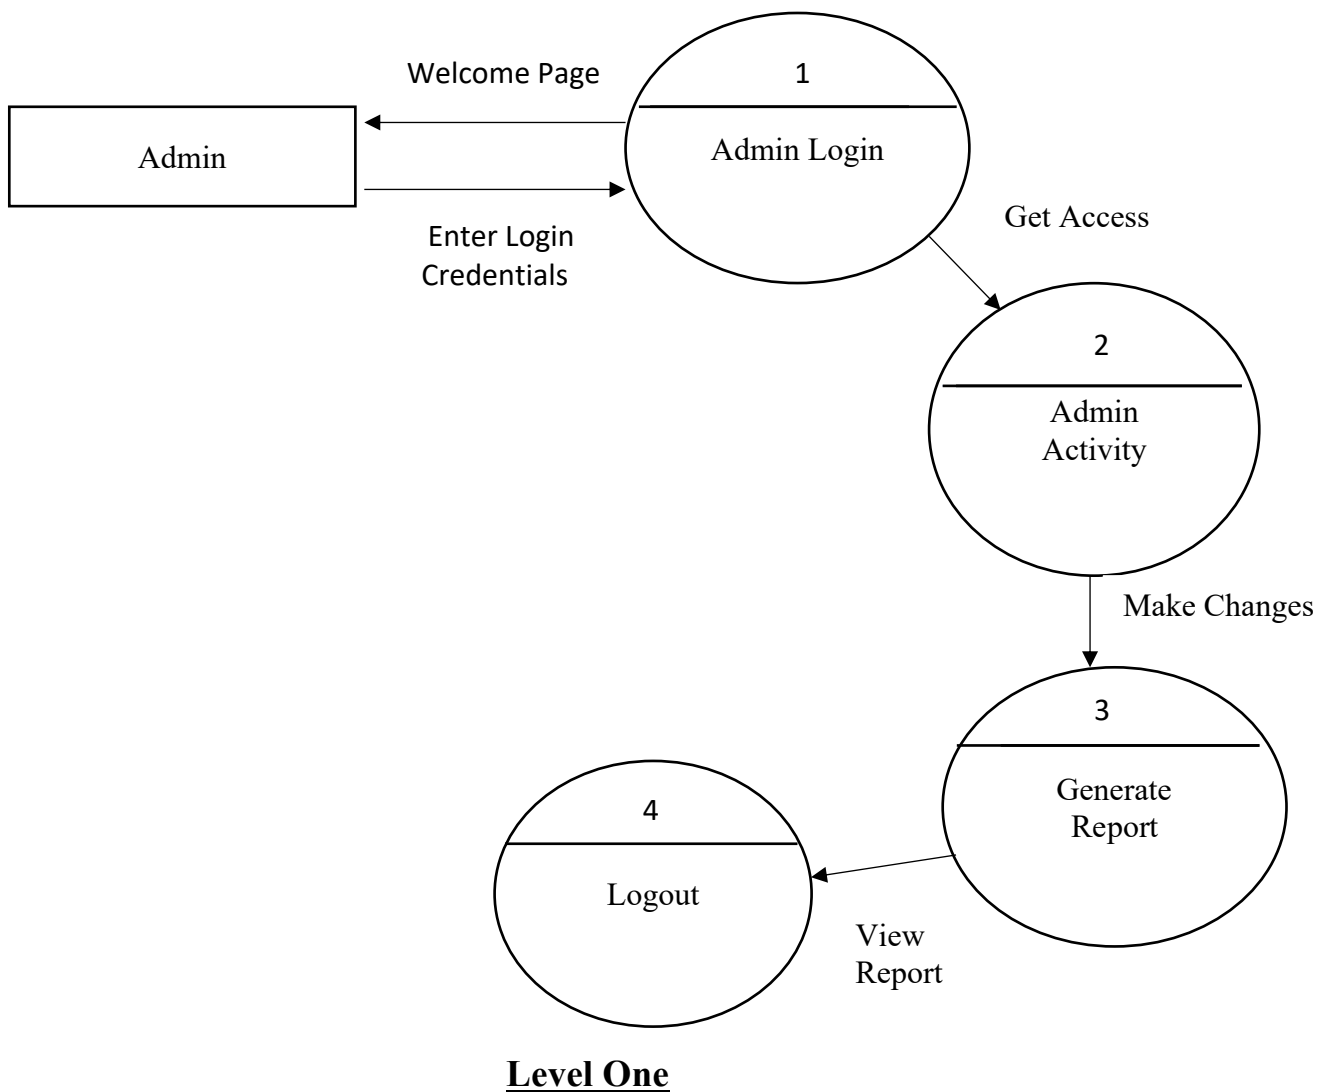 Welcome Page
1
Admin
Admin Login
Enter Login
Credentials
Get Access
2
Admin
Activity
Make Changes
3
Generate
Report
4
Logout
View
Report
Level One